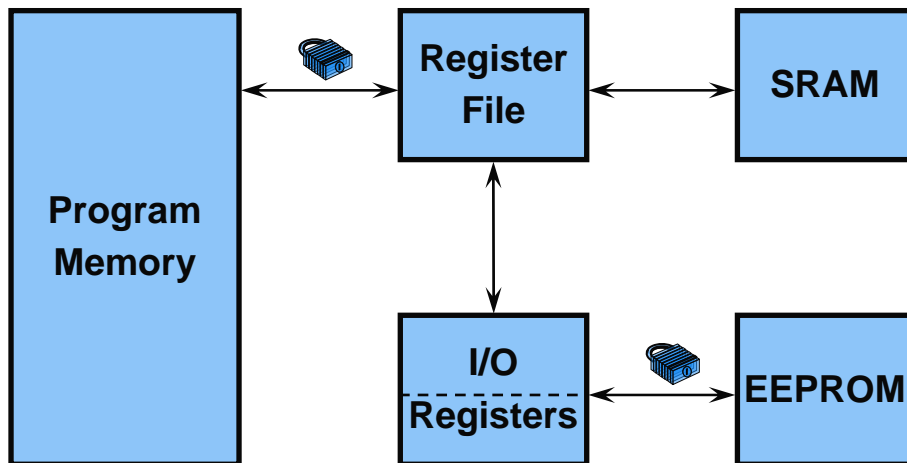 Program
Memory
Register
File
SRAM
I/O
Registers
EEPROM